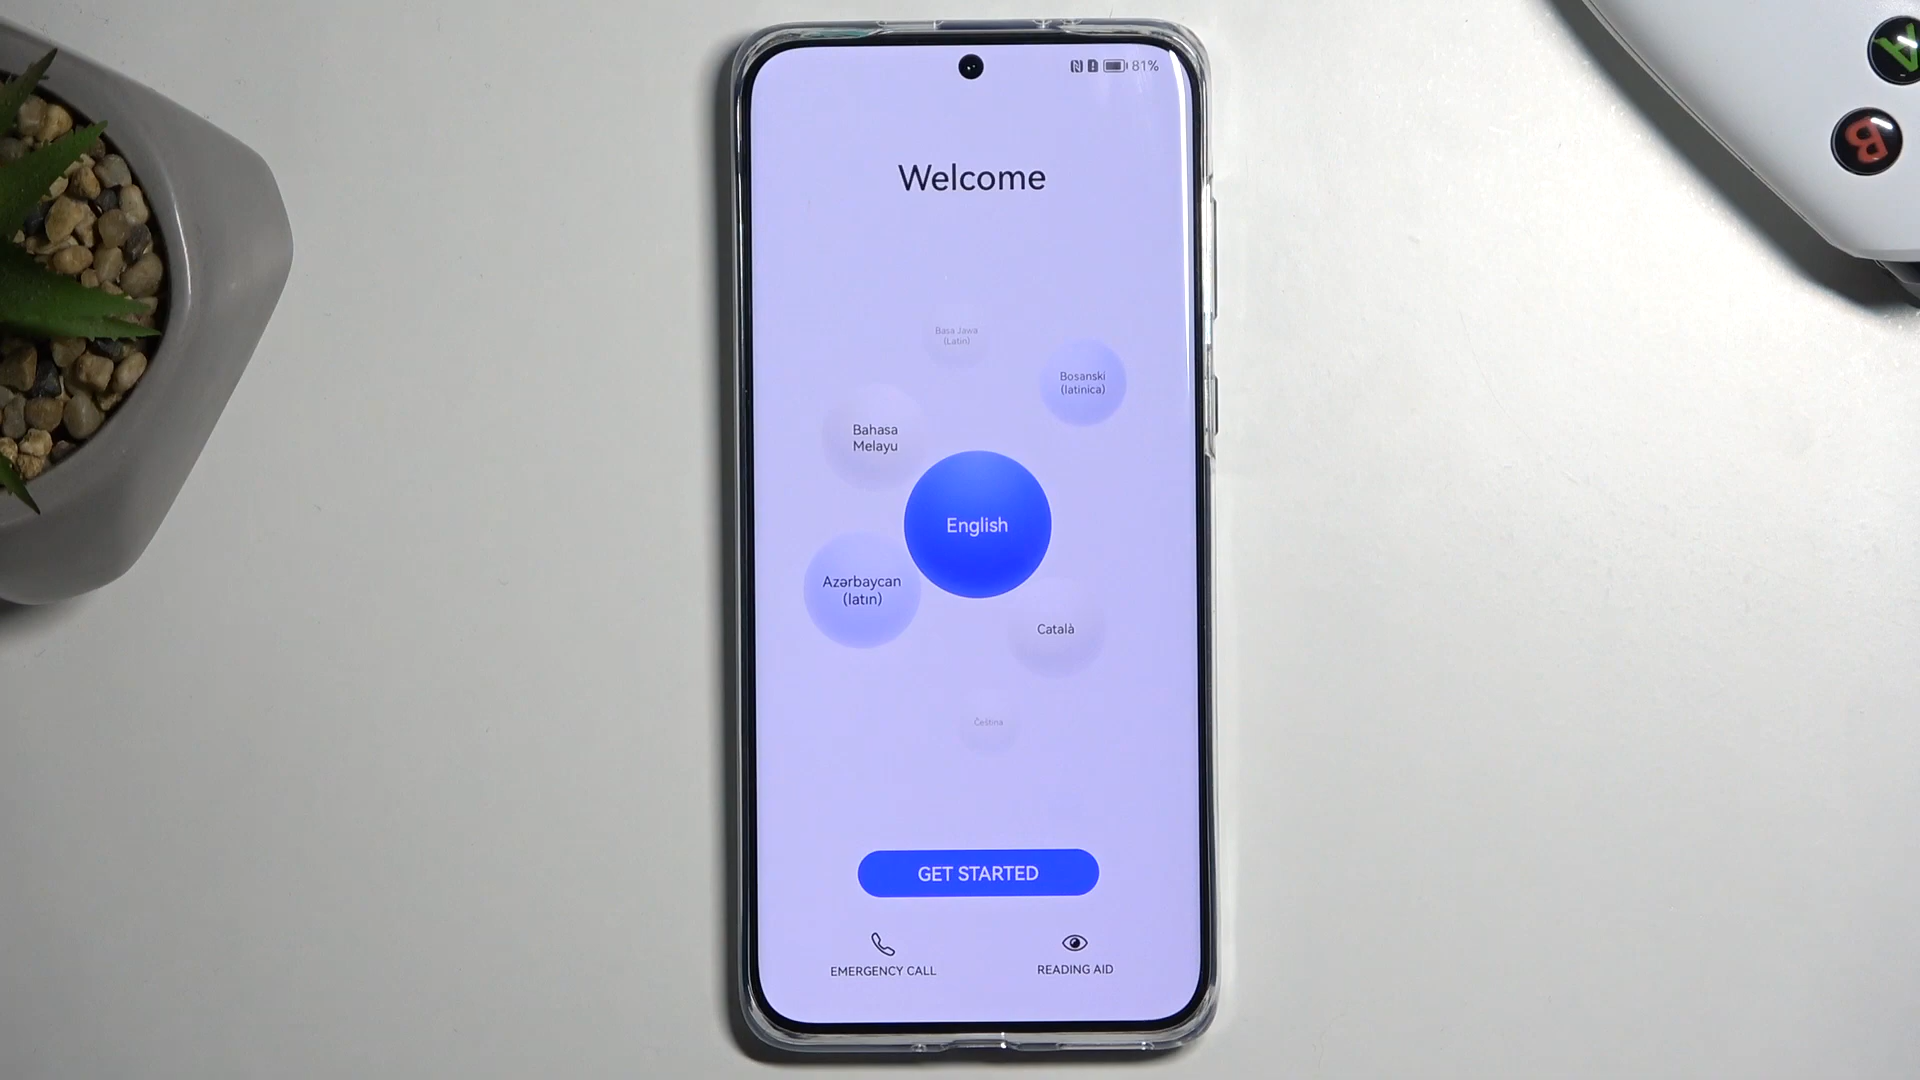 81%
Welcome
Basa Jawa
(Latin)
Bosanski
(latinica)
Bahasa
Melayu
English
Azərbaycan
(latın)
Català
Čeština
GET STARTED
EMERGENCY CALL
READING AID
A
B